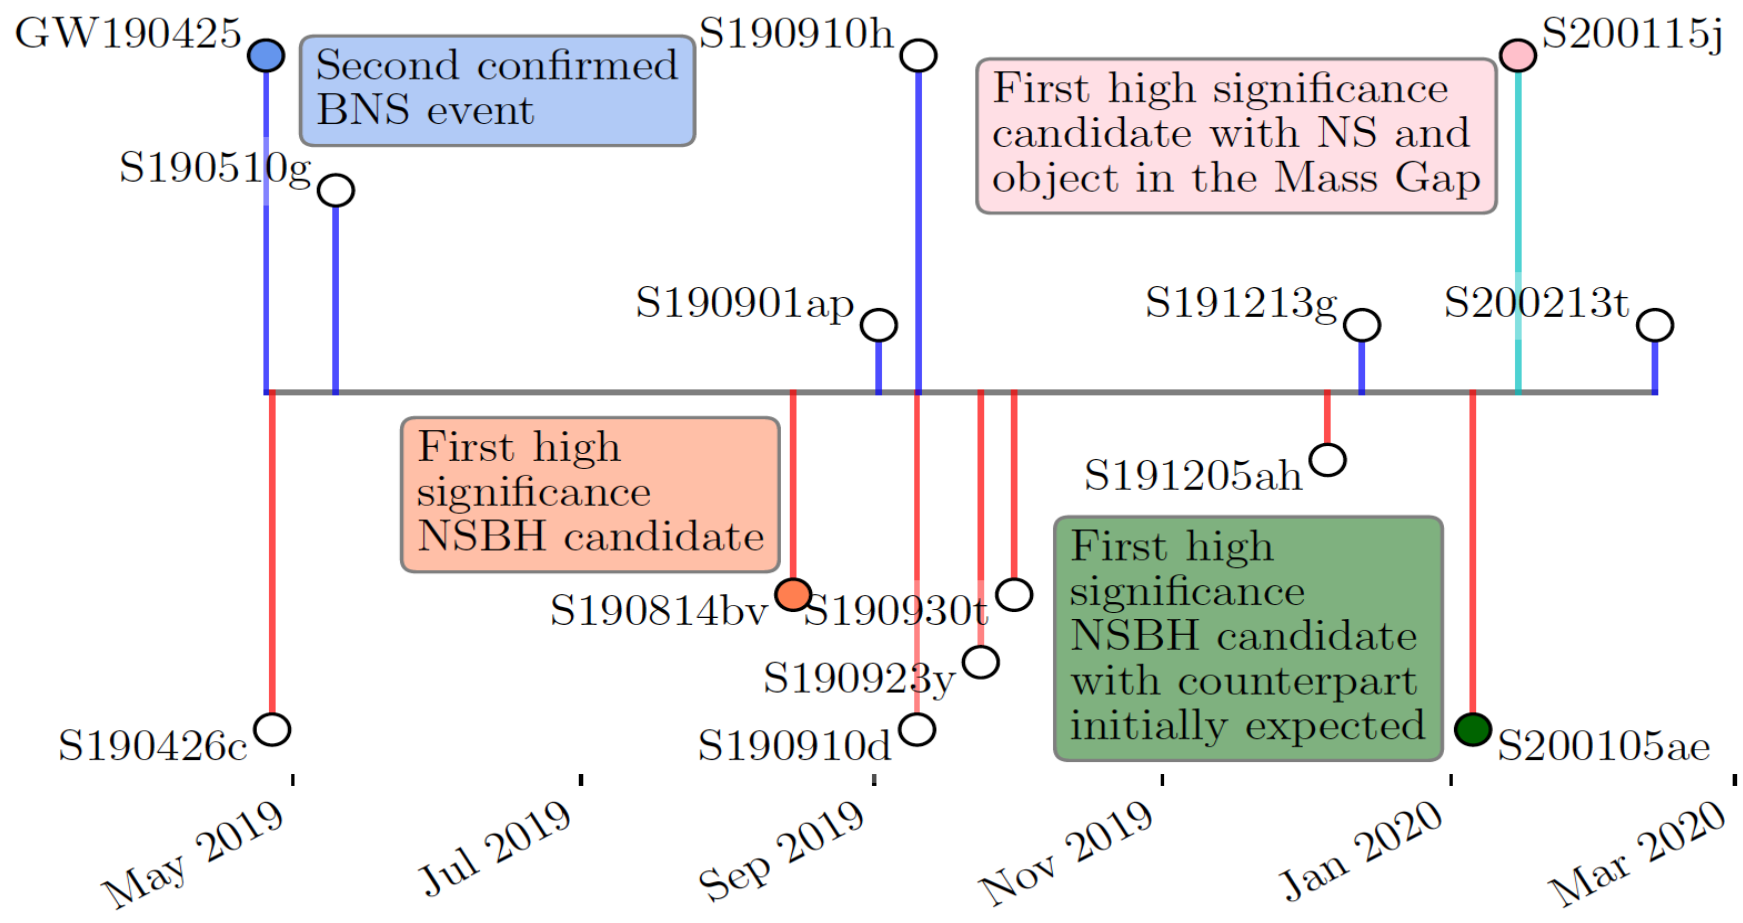 GW190425
Second confirmed
BNS event
S190510g
S190910h
First high significance
candidate with NS and
object in the Mass Gap
S200115j
S190901ap
S191213g
S200213t
First high
significance
NSBH candidate
S190814bv
S190930t
S190923y
S190426c
S190910d
S191205ah
First high
significance
NSBH candidate
with counterpart
initially expected
S200105ae
May 2019
Jul 2019
Sep 2019
Nov 2019
Jan 2020
Mar 2020